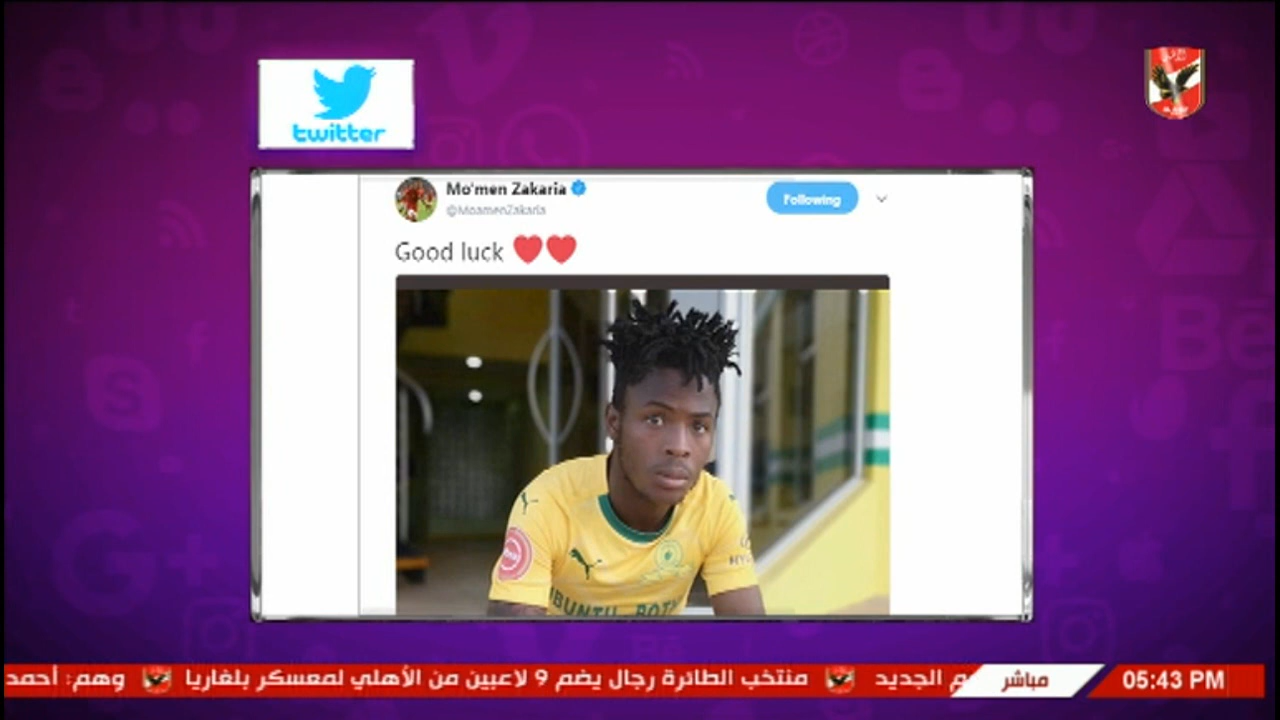 twitter
Mo'men Zakaria
@MoamenZakaria
Following
Good luck ❤❤
UBUNTU BOTH
وهم: أحمد
منتخب الطائرة رجال يضم 9 لاعبين من الأهلي لمعسكر بلغاريا
م الجديد
مباشر
05:43 PM